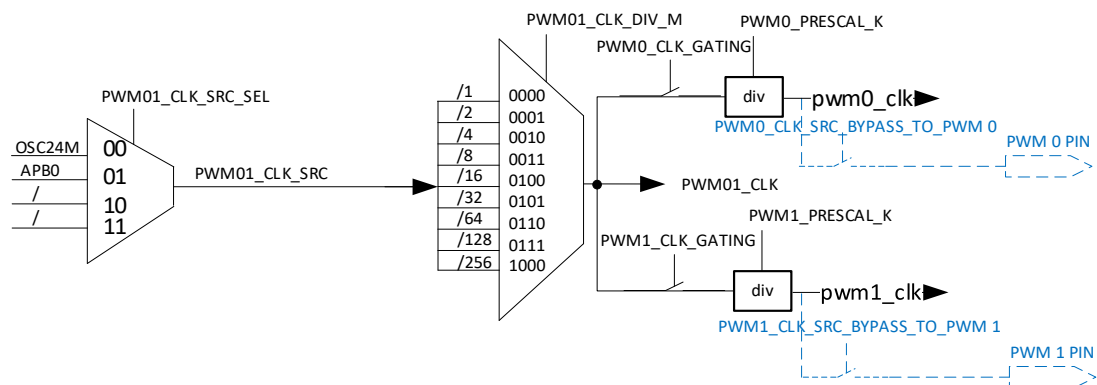 PWM01_CLK_DIV_M
PWM0_PRESCAL_K
PWM0_CLK_GATING
PWM01_CLK_SRC_SEL
/1
0000
/2
0001
/4
0010
/8
0011
/16
0100
/32
0101
/64
0110
/128
0111
/256
1000
div
pwm0_clk
PWM0_CLK_SRC_BYPASS_TO_PWM 0
PWM 0 PIN
OSC24M
00
APB0
01
/
10
/
11
PWM01_CLK_SRC
PWM01_CLK
PWM1_PRESCAL_K
PWM1_CLK_GATING
div
pwm1_clk
PWM1_CLK_SRC_BYPASS_TO_PWM 1
PWM 1 PIN